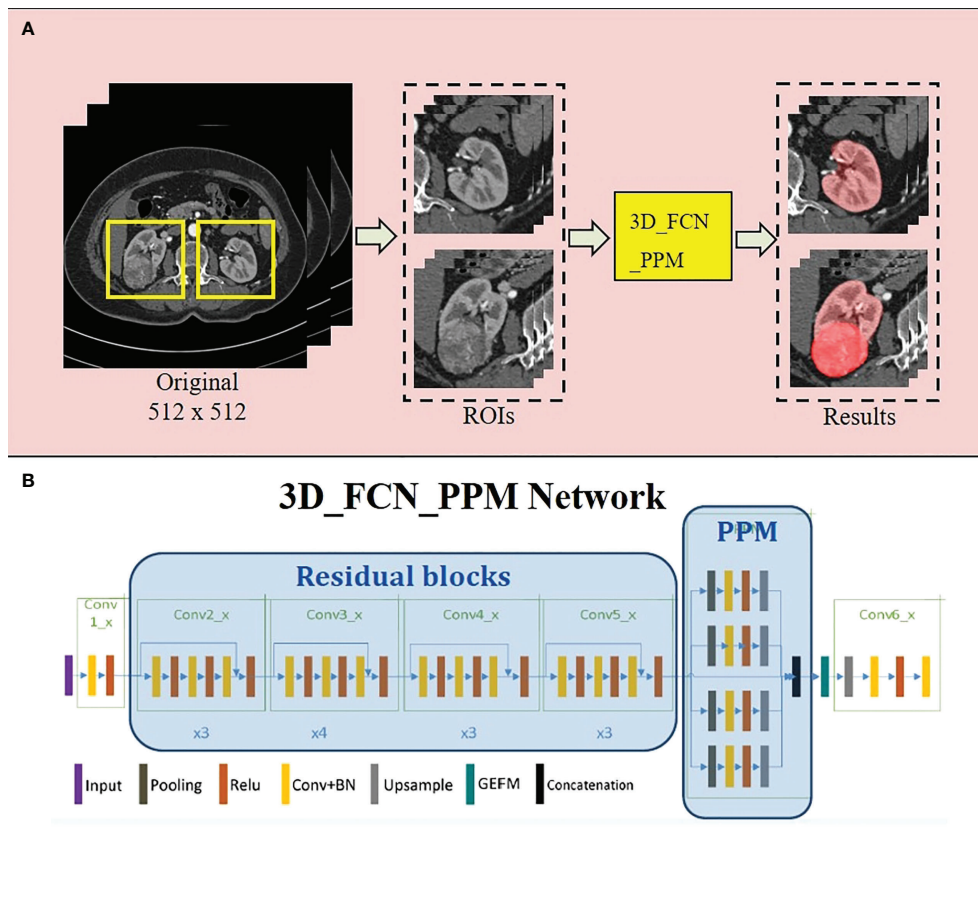 A
Original
512 x 512
ROIs
3D_FCN
_PPM
Results
B
3D_FCN_PPM Network
PPM
Residual blocks
Conv
1_x
Conv2_x
Conv3_x
Conv4_x
Conv5_x
Conv6_x
x3
x4
x3
x3
Input
Pooling
Relu
Conv+BN
Upsample
GEFM
Concatenation